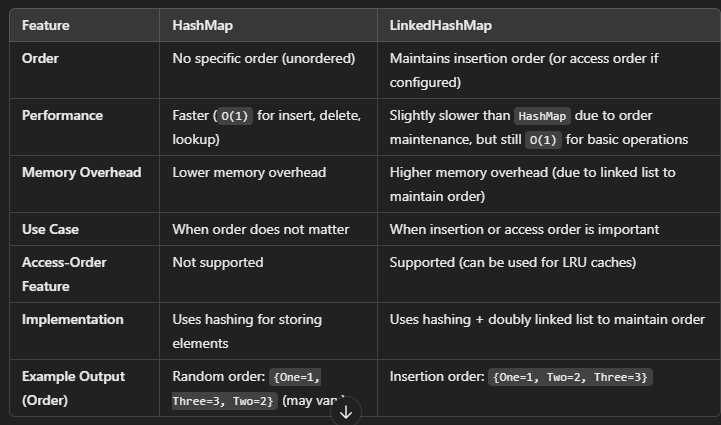 Feature HashMap LinkedHashMap
Order No specific order (unordered) Maintains insertion order (or access order if
configured)
Performance Faster ( O(1) for insert, delete, Slightly slower than HashMap due to order
lookup) maintenance, but still O(1) for basic operations
Memory Overhead Lower memory overhead Higher memory overhead (due to linked list to
maintain order)
Use Case When order does not matter When insertion or access order is important
Access-Order Not supported Supported (can be used for LRU caches)
Feature
Implementation Uses hashing for storing Uses hashing + doubly linked list to maintain order
elements
Example Output Random order: {One=1, Insertion order: {One=1, Two=2, Three=3}
(Order) Three=3, Two=2} (may